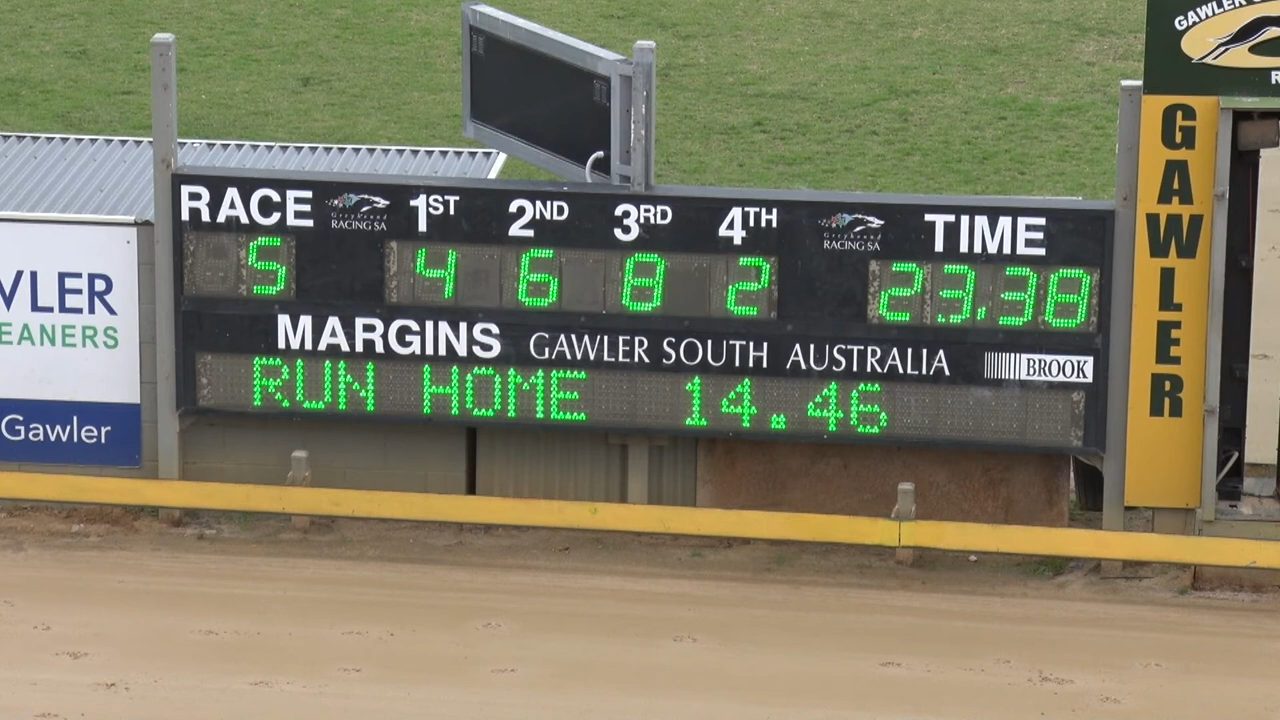 GAWLER
R
RACE
Greyhound
RACING SA
1ST 2ND 3RD 4TH
Greyhound
RACING SA
TIME
5 4 6 8 2 23.38
MARGINS GAWLER SOUTH AUSTRALIA BROOK
RUN HOME 14.46
WLER
EANERS
Gawler
GAWLER